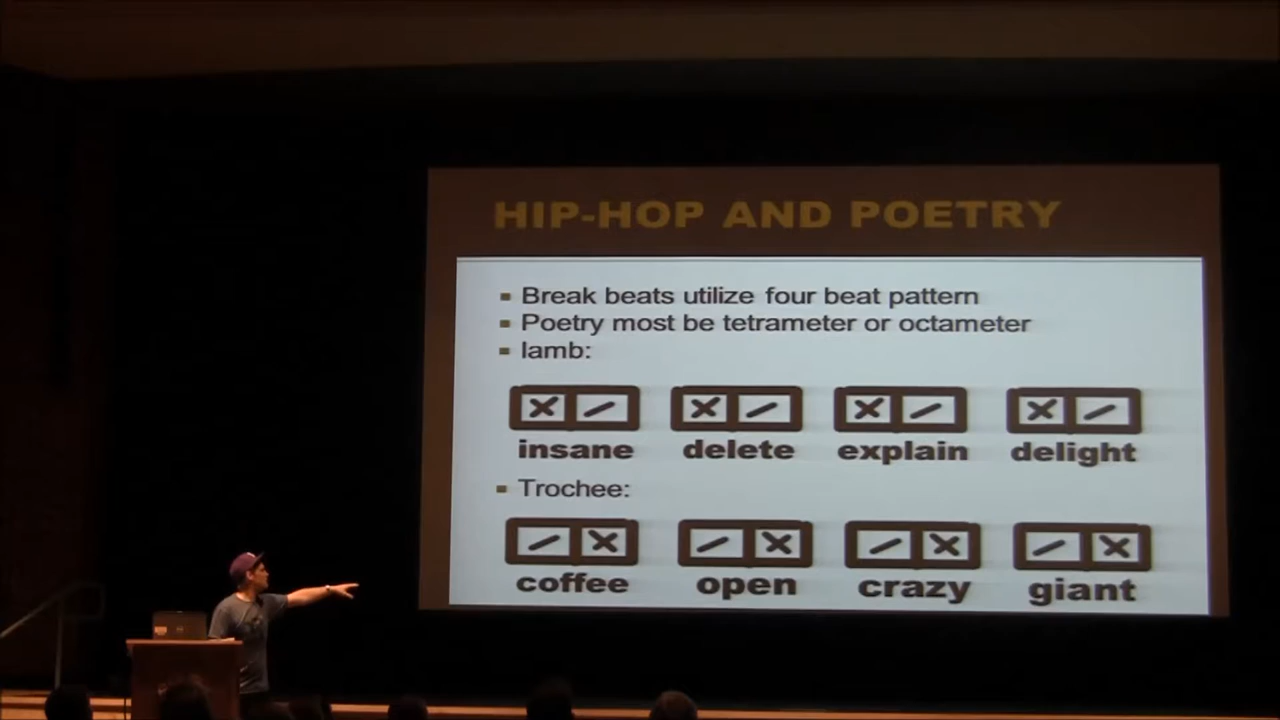 HIP-HOP AND POETRY
Break beats utilize four beat pattern
Poetry most be tetrameter or octameter
Iamb:
insane delete explain delight
Trochee:
coffee open crazy giant